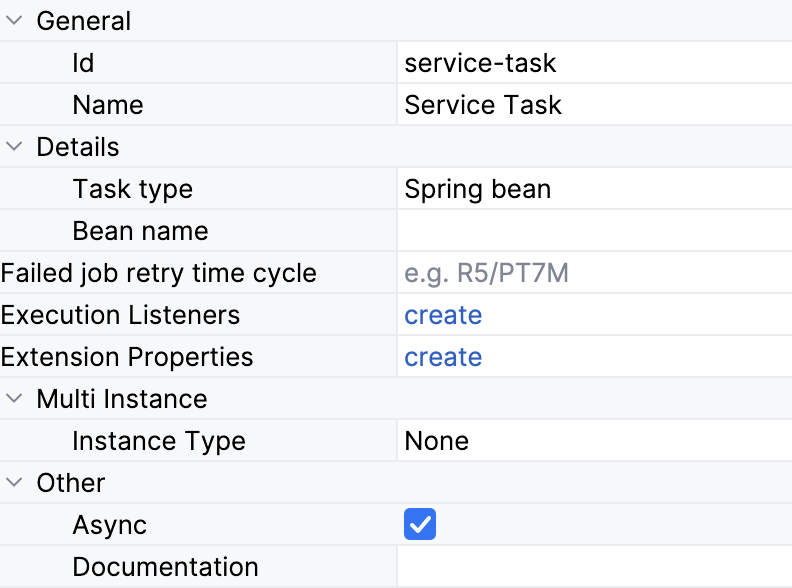 General
Id service-task
Name Service Task
Details
Task type Spring bean
Bean name
Failed job retry time cycle e.g. R5/PT7M
Execution Listeners create
Extension Properties create
Multi Instance
Instance Type None
Other
Async
Documentation